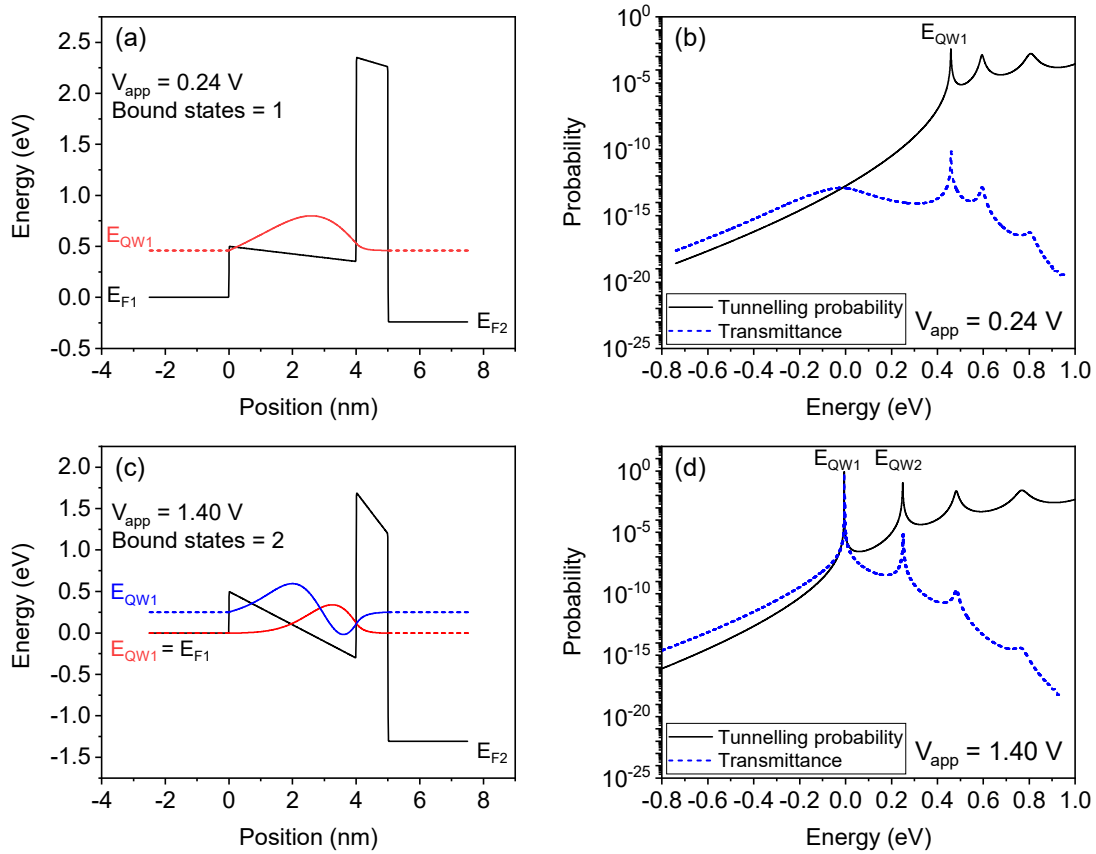 (a)
V_app = 0.24 V
Bound states = 1
E_QW1
E_F1
E_F2
2.5
2.0
1.5
1.0
0.5
0.0
-0.5
-4 -2 0 2 4 6 8
Energy (eV)
Position (nm)
(b)
E_QW1
10^0
10^-5
10^-10
10^-15
10^-20
10^-25
-0.8 -0.6 -0.4 -0.2 0.0 0.2 0.4 0.6 0.8 1.0
Probability
Energy (eV)
Tunnelling probability
Transmittance
V_app = 0.24 V
(c)
V_app = 1.40 V
Bound states = 2
E_QW1
E_QW1 = E_F1
E_F2
2.0
1.5
1.0
0.5
0.0
-0.5
-1.0
-1.5
-4 -2 0 2 4 6 8
Energy (eV)
Position (nm)
(d)
E_QW1 E_QW2
10^0
10^-5
10^-10
10^-15
10^-20
10^-25
-0.8 -0.6 -0.4 -0.2 0.0 0.2 0.4 0.6 0.8 1.0
Probability
Energy (eV)
Tunnelling probability
Transmittance
V_app = 1.40 V